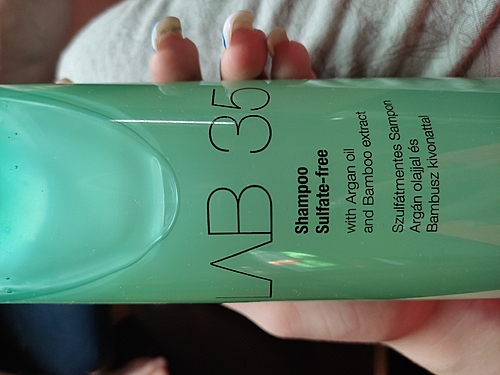 LAB 35
Shampoo
Sulfate-free
with Argan oil
and Bamboo extract
Szulfátmentes Sampon
Argán olajjal és
Bambusz kivonattal